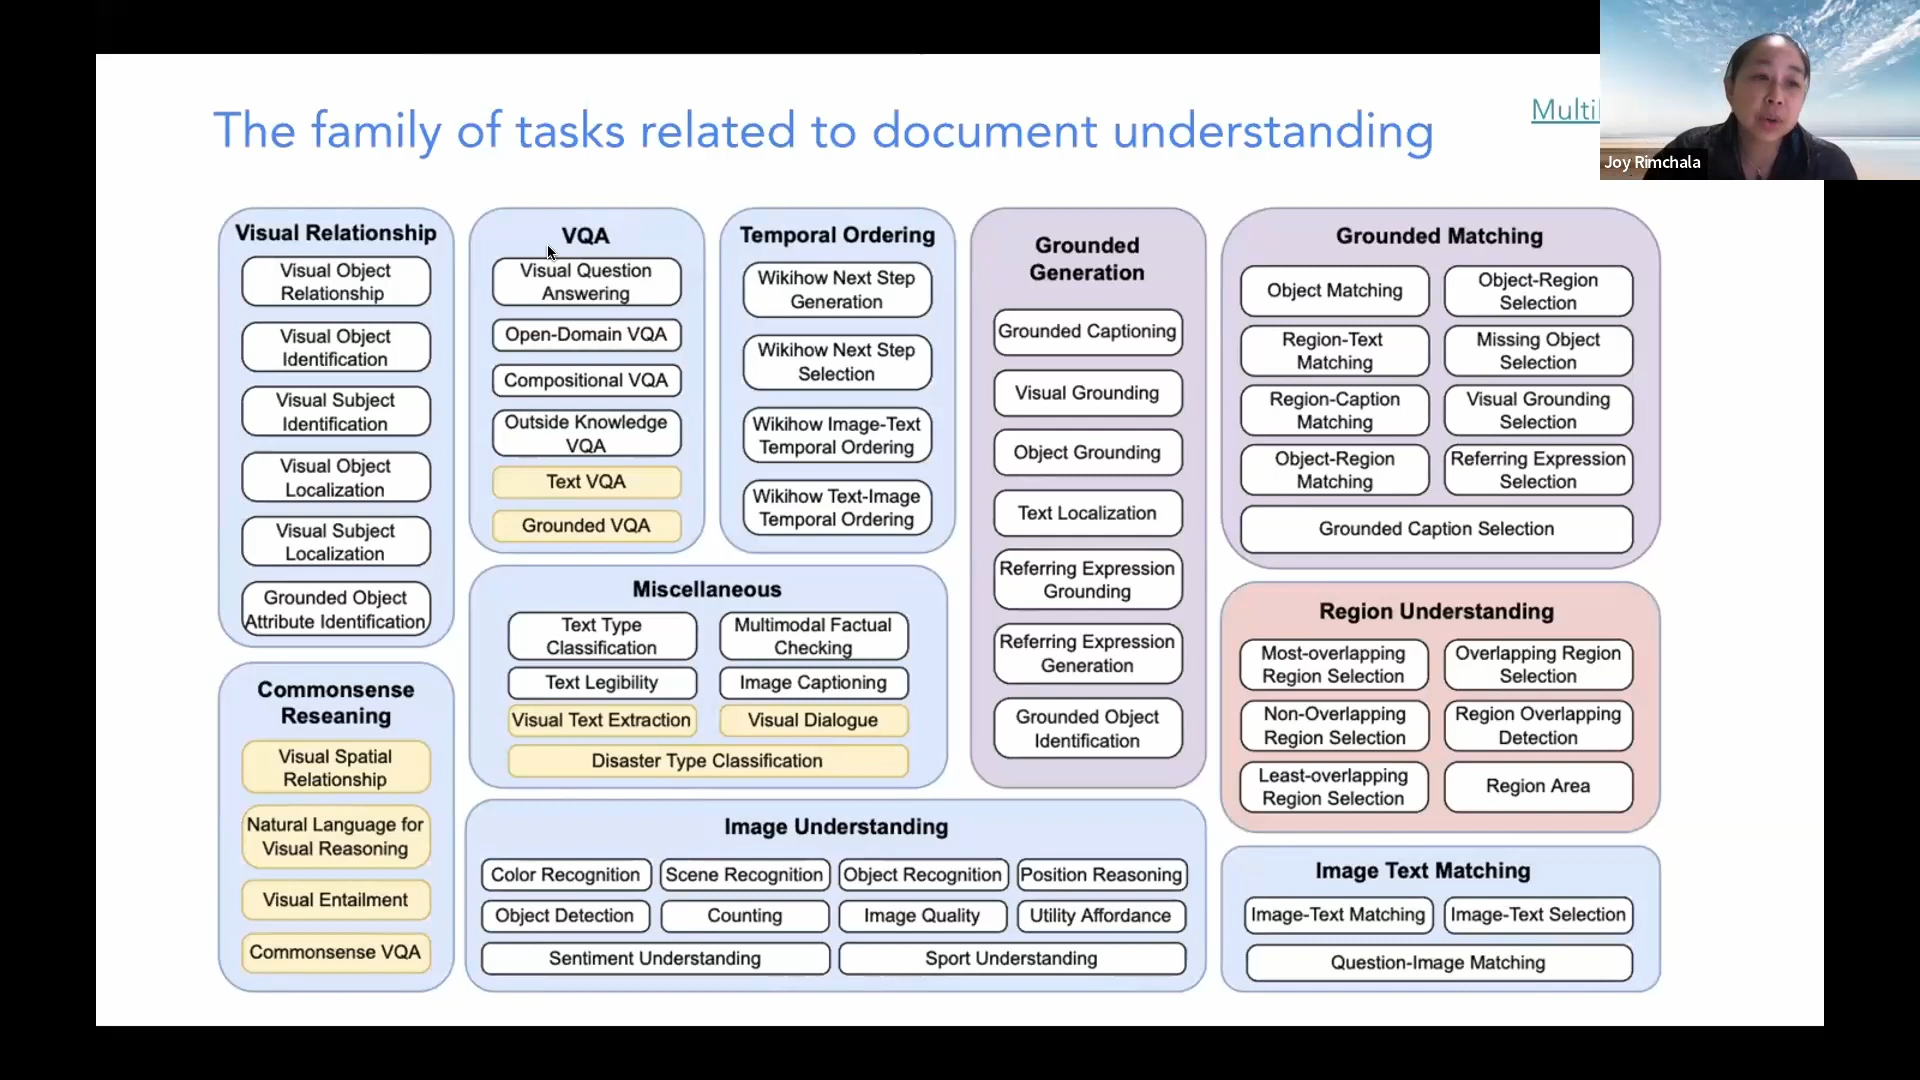 The family of tasks related to document understanding
Multi
Joy Rimchala
Visual Relationship
Visual Object
Relationship
Visual Object
Identification
Visual Subject
Identification
Visual Object
Localization
Visual Subject
Localization
Grounded Object
Attribute Identification
VQA
Visual Question
Answering
Open-Domain VQA
Compositional VQA
Outside Knowledge
VQA
Text VQA
Grounded VQA
Temporal Ordering
Wikihow Next Step
Generation
Wikihow Next Step
Selection
Wikihow Image-Text
Temporal Ordering
Wikihow Text-Image
Temporal Ordering
Grounded
Generation
Grounded Captioning
Visual Grounding
Object Grounding
Text Localization
Referring Expression
Grounding
Referring Expression
Generation
Grounded Object
Identification
Grounded Matching
Object Matching
Object-Region
Selection
Region-Text
Matching
Missing Object
Selection
Region-Caption
Matching
Visual Grounding
Selection
Object-Region
Matching
Referring Expression
Selection
Grounded Caption Selection
Miscellaneous
Text Type
Classification
Multimodal Factual
Checking
Text Legibility
Image Captioning
Visual Text Extraction
Visual Dialogue
Disaster Type Classification
Region Understanding
Most-overlapping
Region Selection
Overlapping Region
Selection
Non-Overlapping
Region Selection
Region Overlapping
Detection
Least-overlapping
Region Selection
Region Area
Commonsense
Reseaning
Visual Spatial
Relationship
Natural Language for
Visual Reasoning
Visual Entailment
Commonsense VQA
Image Understanding
Color Recognition
Scene Recognition
Object Recognition
Position Reasoning
Object Detection
Counting
Image Quality
Utility Affordance
Sentiment Understanding
Sport Understanding
Image Text Matching
Image-Text Matching
Image-Text Selection
Question-Image Matching